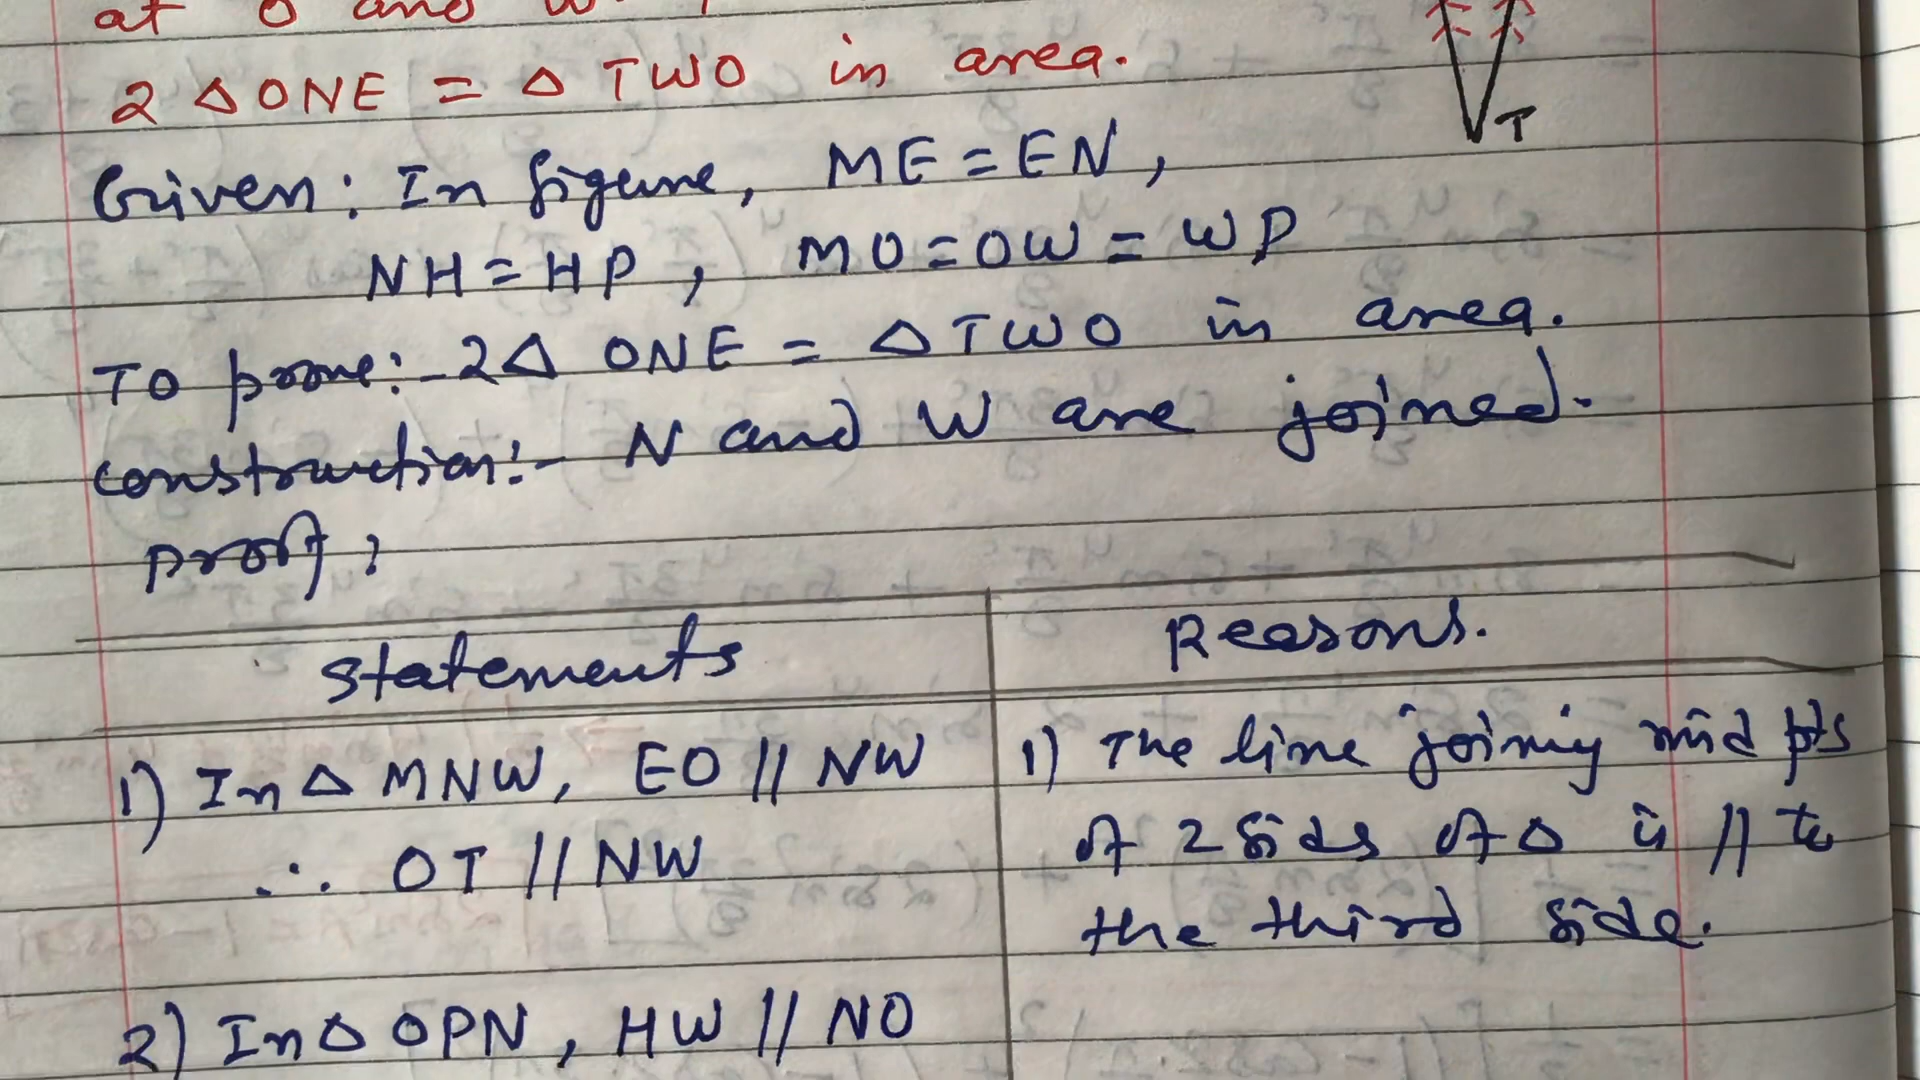 at O and W
2 △ ONE = △ TWO in area.
T
Given: In figure, ME = EN,
NH = HP, MO = OW = WP
To prove:- 2△ ONE = △ TWO in area.
construction:- N and W are joined.
proof:
statements
Reasons.
1) In △ MNW, EO // NW
∴ OT // NW
1) The line joining mid pts
of 2 sides of △ is // to
the third side.
2) In △ OPN, HW // NO